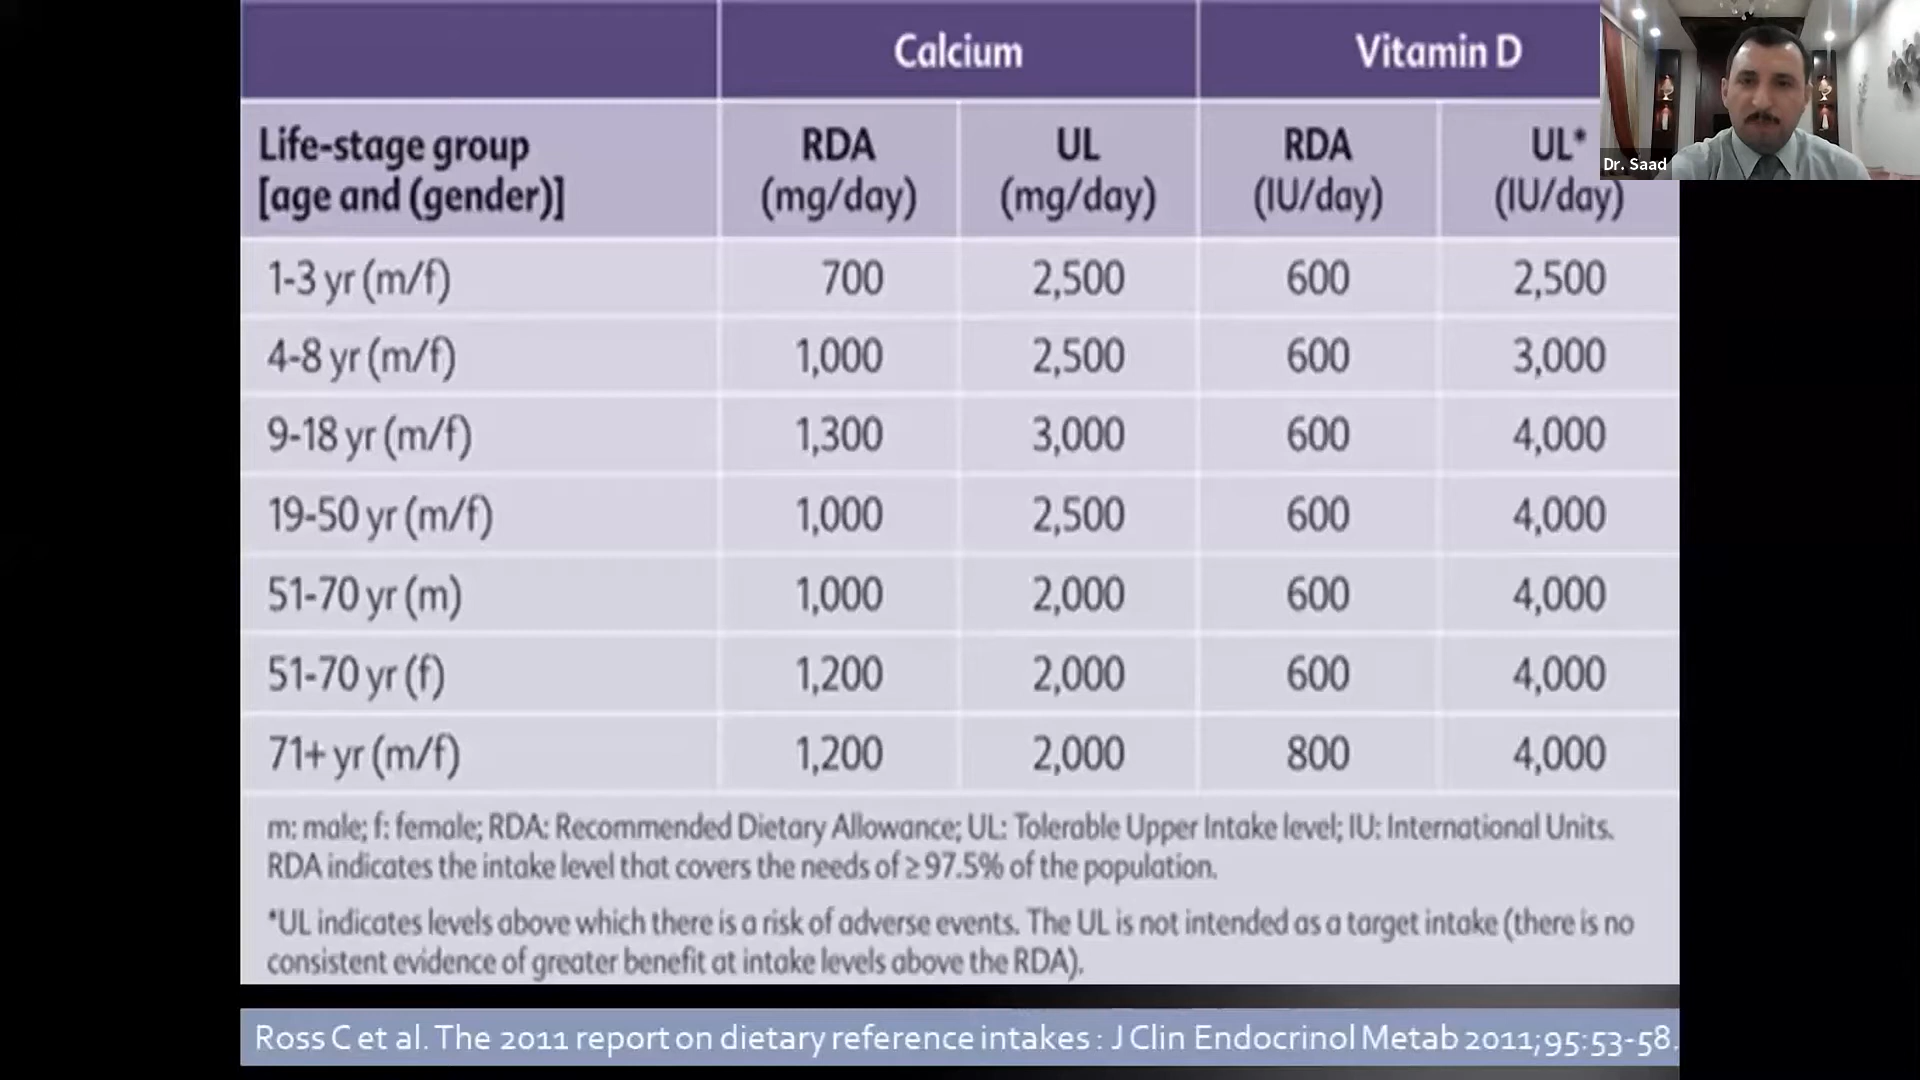 Calcium Vitamin D
Life-stage group
[age and (gender)]
RDA
(mg/day)
UL
(mg/day)
RDA
(IU/day)
UL*
(IU/day)
1-3 yr (m/f) 700 2,500 600 2,500
4-8 yr (m/f) 1,000 2,500 600 3,000
9-18 yr (m/f) 1,300 3,000 600 4,000
19-50 yr (m/f) 1,000 2,500 600 4,000
51-70 yr (m) 1,000 2,000 600 4,000
51-70 yr (f) 1,200 2,000 600 4,000
71+ yr (m/f) 1,200 2,000 800 4,000
m: male; f: female; RDA: Recommended Dietary Allowance; UL: Tolerable Upper Intake level; IU: International Units.
RDA indicates the intake level that covers the needs of ≥ 97.5% of the population.
*UL indicates levels above which there is a risk of adverse events. The UL is not intended as a target intake (there is no
consistent evidence of greater benefit at intake levels above the RDA).
Ross C et al. The 2011 report on dietary reference intakes : J Clin Endocrinol Metab 2011;95:53-58.
Dr. Saad